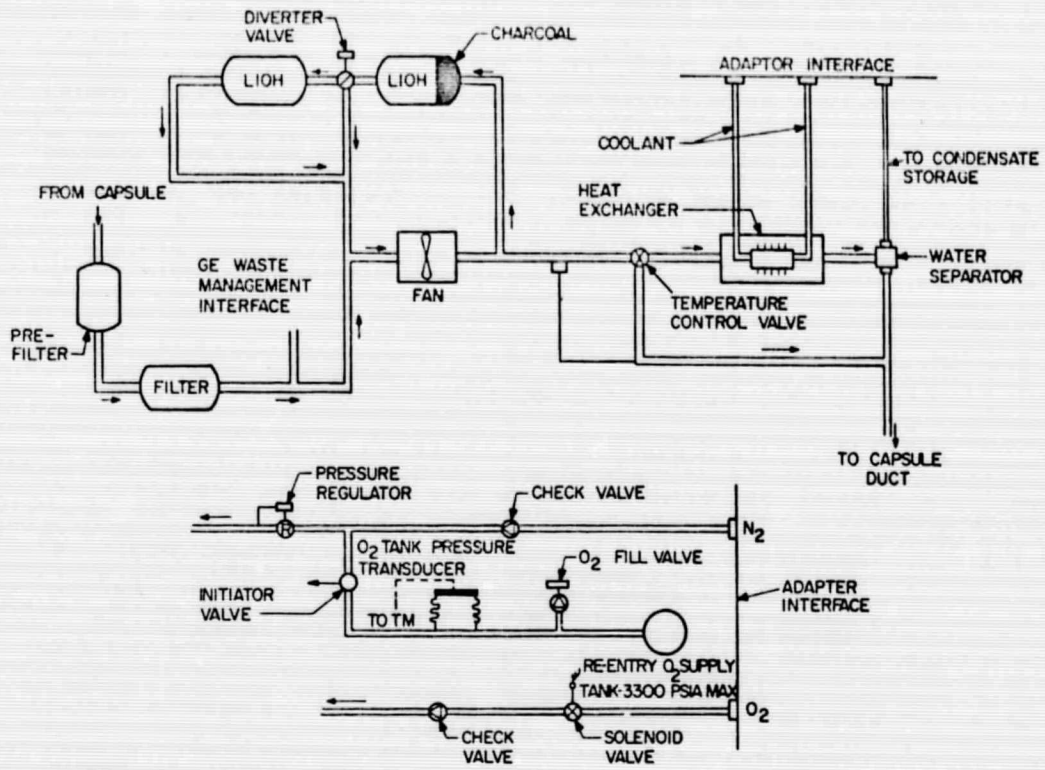 DIVERTER
VALVE
CHARCOAL
LIOH
LIOH
ADAPTOR INTERFACE
COOLANT
TO CONDENSATE
STORAGE
FROM CAPSULE
HEAT
EXCHANGER
GE WASTE
MANAGEMENT
INTERFACE
FAN
WATER
SEPARATOR
TEMPERATURE
CONTROL VALVE
PRE-
FILTER
FILTER
TO CAPSULE
DUCT
PRESSURE
REGULATOR
CHECK VALVE
R
N2
O2 TANK PRESSURE
TRANSDUCER
O2 FILL VALVE
INITIATOR
VALVE
TO TM
ADAPTER
INTERFACE
RE-ENTRY O2 SUPPLY
TANK-3300 PSIA MAX
O2
CHECK
VALVE
SOLENOID
VALVE